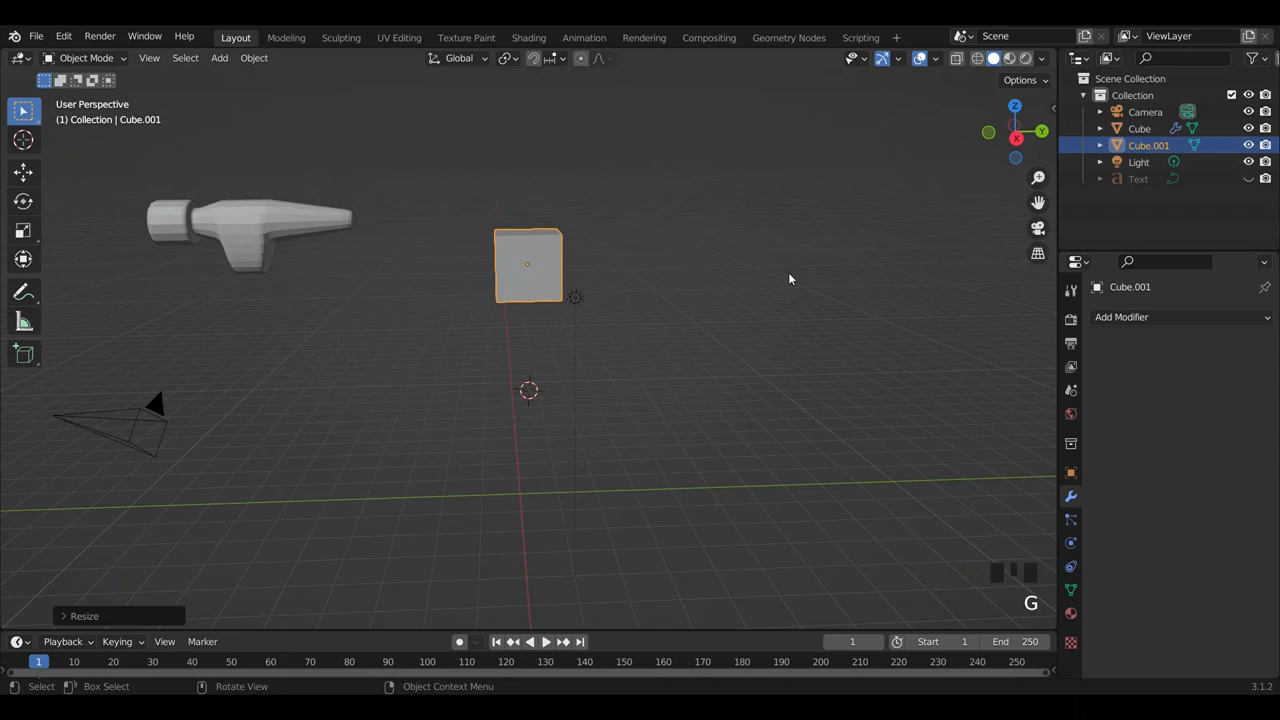 File Edit Render Window Help Layout Modeling Sculpting UV Editing Texture Paint Shading Animation Rendering Compositing Geometry Nodes Scripting + Scene ViewLayer
Object Mode View Select Add Object Global
Options
User Perspective
(1) Collection | Cube.001
Z
Y
X
Scene Collection
Collection
Camera
Cube
Cube.001
Light
Text
Cube.001
Add Modifier
G
Resize
Playback Keying View Marker 1 Start 1 End 250
1 10 20 30 40 50 60 70 80 90 100 110 120 130 140 150 160 170 180 190 200 210 220 230 240 250
Select Box Select Rotate View Object Context Menu 3.1.2